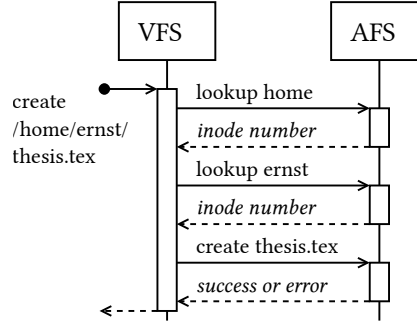 VFS
AFS
create
/home/ernst/
thesis.tex
lookup home
inode number
lookup ernst
inode number
create thesis.tex
success or error